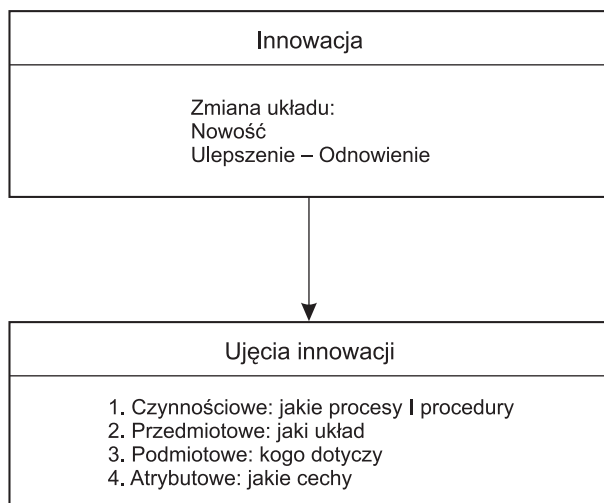 Innowacja
Zmiana układu:
Nowość
Ulepszenie – Odnowienie
Ujęcia innowacji
1. Czynnościowe: jakie procesy I procedury
2. Przedmiotowe: jaki układ
3. Podmiotowe: kogo dotyczy
4. Atrybutowe: jakie cechy